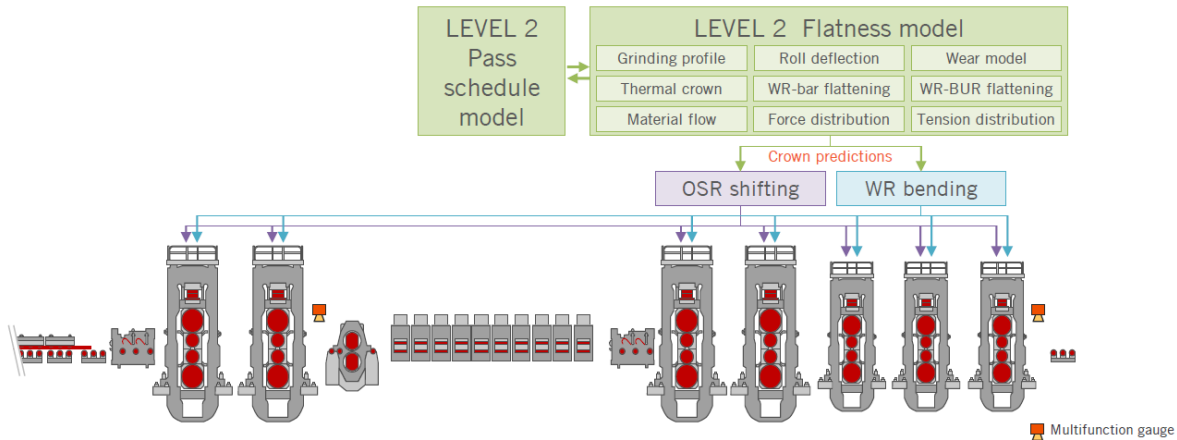 LEVEL 2
Pass
schedule
model
LEVEL 2 Flatness model
Grinding profile
Roll deflection
Wear model
Thermal crown
WR-bar flattening
WR-BUR flattening
Material flow
Force distribution
Tension distribution
Crown predictions
OSR shifting
WR bending
Multifunction gauge